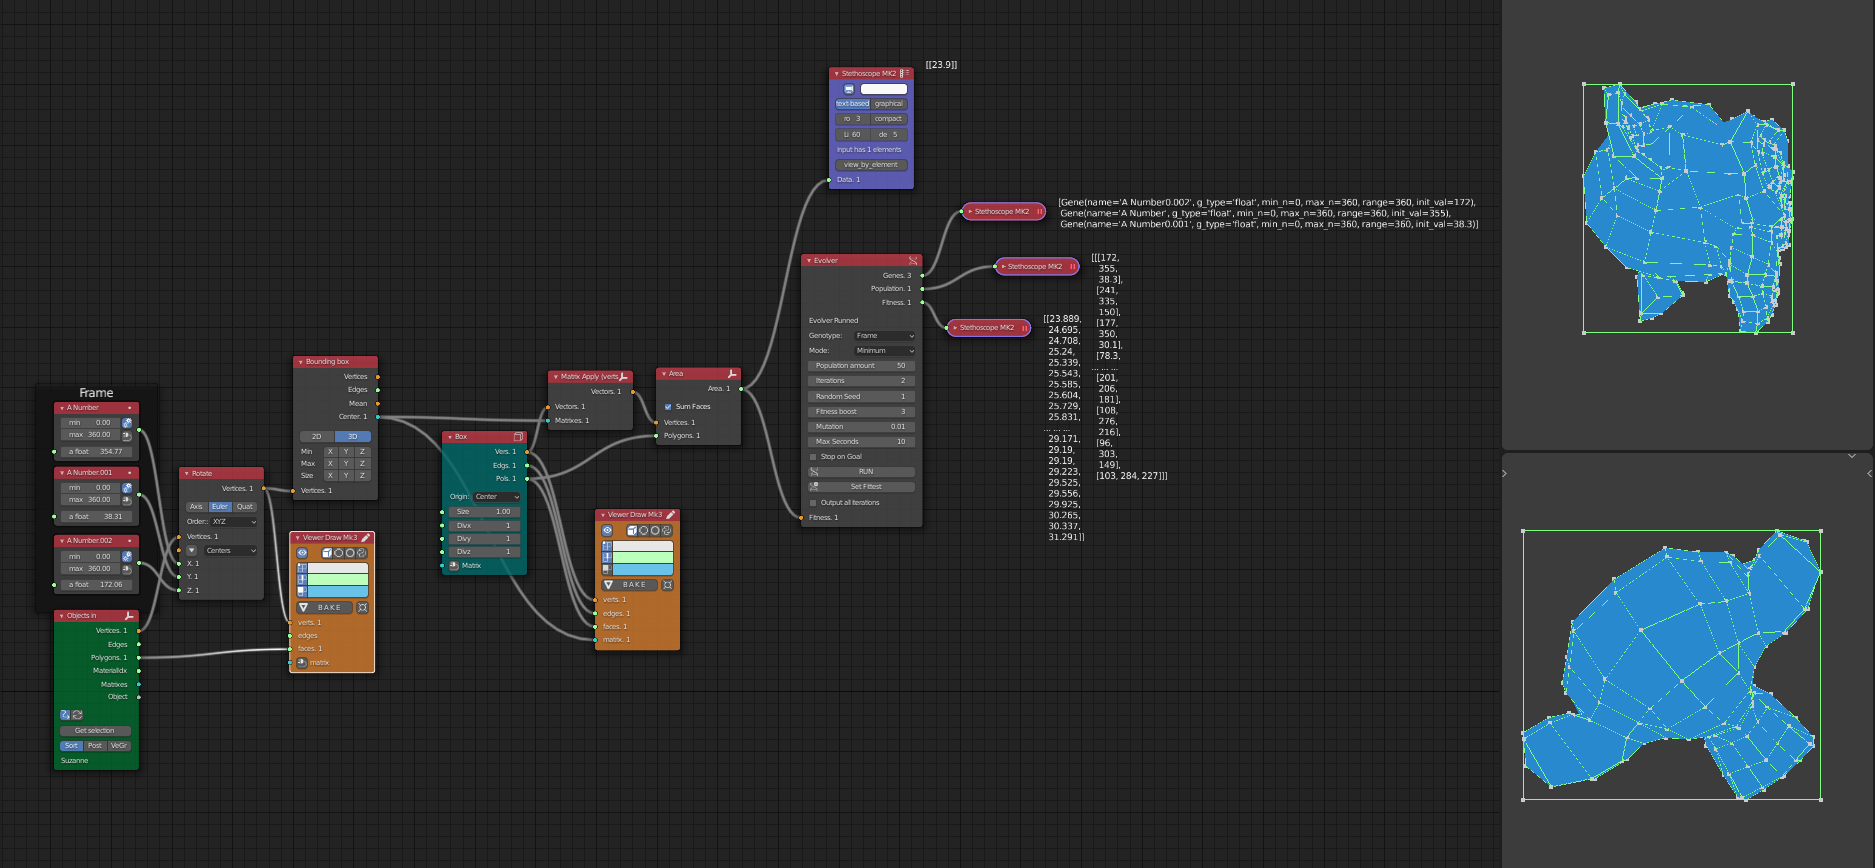 Frame
A Number
min 0.00
max 360.00
a float 354.77
A Number.001
min 0.00
max 360.00
a float 38.31
A Number.002
min 0.00
max 360.00
a float 172.06
Objects in
Vertices. 1
Edges
Polygons. 1
MaterialIdx
Matrixes
Object
Get selection
Sort Post VeGr
Suzanne
Rotate
Vertices. 1
Axis Euler Quat
Order: XYZ
Vertices. 1
Centers
X. 1
Y. 1
Z. 1
Bounding box
Vertices
Edges
Mean
Center. 1
2D 3D
Min X Y Z
Max X Y Z
Size X Y Z
Vertices. 1
Viewer Draw Mk3
BAKE
verts. 1
edges
faces. 1
matrix
Box
Vers. 1
Edgs. 1
Pols. 1
Origin: Center
Size 1.00
Divx 1
Divy 1
Divz 1
Matrix
Matrix Apply (verts
Vectors. 1
Vectors. 1
Matrixes. 1
Viewer Draw Mk3
BAKE
verts. 1
edges. 1
faces. 1
matrix. 1
Area
Area. 1
Sum Faces
Vertices. 1
Polygons. 1
Stethoscope MK2
text-based graphical
ro 3 compact
Li 60 de 5
input has 1 elements
view_by_element
Data. 1
[[23.9]]
Evolver
Genes. 3
Population. 1
Fitness. 1
Evolver Runned
Genotype: Frame
Mode: Minimum
Population amount 50
Iterations 2
Random Seed 1
Fitness boost 3
Mutation 0.01
Max Seconds 10
Stop on Goal
RUN
Set Fittest
Output all iterations
Fitness. 1
Stethoscope MK2
[Gene(name='A Number0.002', g_type='float', min_n=0, max_n=360, range=360, init_val=172),
Gene(name='A Number', g_type='float', min_n=0, max_n=360, range=360, init_val=355),
Gene(name='A Number0.001', g_type='float', min_n=0, max_n=360, range=360, init_val=38.3)]
Stethoscope MK2
[[[172,
355,
38.3],
[241,
335,
150],
[177,
350,
30.1],
[78.3,
... ... ...
[201,
206,
181],
[108,
276,
216],
[96,
303,
149],
[103, 284, 227]]]
Stethoscope MK2
[[23.889,
24.695,
24.708,
25.24,
25.339,
25.543,
25.585,
25.604,
25.729,
25.831,
... ... ...
29.171,
29.19,
29.19,
29.223,
29.525,
29.556,
29.925,
30.265,
30.337,
31.291]]